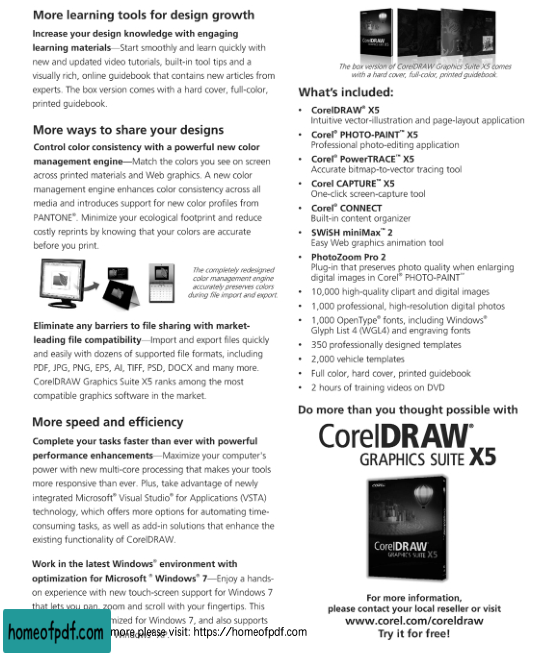 More learning tools for design growth
Increase your design knowledge with engaging
learning materials—Start smoothly and learn quickly with
new and updated video tutorials, built-in tool tips and a
visually rich, online guidebook that contains new articles from
experts. The box version comes with a hard cover, full-color,
printed guidebook.
More ways to share your designs
Control color consistency with a powerful new color
management engine—Match the colors you see on screen
across printed materials and Web graphics. A new color
management engine enhances color consistency across all
media and introduces support for new color profiles from
PANTONE®. Minimize your ecological footprint and reduce
costly reprints by knowing that your colors are accurate
before you print.
The completely redesigned
color management engine
accurately preserves colors
during file import and export.
Eliminate any barriers to file sharing with market-
leading file compatibility—Import and export files quickly
and easily with dozens of supported file formats, including
PDF, JPG, PNG, EPS, AI, TIFF, PSD, DOCX and many more.
CorelDRAW Graphics Suite X5 ranks among the most
compatible graphics software in the market.
More speed and efficiency
Complete your tasks faster than ever with powerful
performance enhancements—Maximize your computer's
power with new multi-core processing that makes your tools
more responsive than ever. Plus, take advantage of newly
integrated Microsoft® Visual Studio® for Applications (VSTA)
technology, which offers more options for automating time-
consuming tasks, as well as add-in solutions that enhance the
existing functionality of CorelDRAW.
Work in the latest Windows® environment with
optimization for Microsoft ® Windows® 7—Enjoy a hands-
on experience with new touch-screen support for Windows 7
that lets you pan, zoom and scroll with your fingertips. This
mized for Windows 7, and also supports
homeofpdf.com
more please visit: https://homeofpdf.com
The box version of CorelDRAW Graphics Suite X5 comes
with a hard cover, full-color, printed guidebook.
What's included:
• CorelDRAW® X5
Intuitive vector-illustration and page-layout application
• Corel® PHOTO-PAINT™ X5
Professional photo-editing application
• Corel® PowerTRACE™ X5
Accurate bitmap-to-vector tracing tool
• Corel CAPTURE™ X5
One-click screen-capture tool
• Corel® CONNECT
Built-in content organizer
• SWiSH miniMax™ 2
Easy Web graphics animation tool
• PhotoZoom Pro 2
Plug-in that preserves photo quality when enlarging
digital images in Corel® PHOTO-PAINT™
• 10,000 high-quality clipart and digital images
• 1,000 professional, high-resolution digital photos
• 1,000 OpenType® fonts, including Windows®
Glyph List 4 (WGL4) and engraving fonts
• 350 professionally designed templates
• 2,000 vehicle templates
• Full color, hard cover, printed guidebook
• 2 hours of training videos on DVD
Do more than you thought possible with
CorelDRAW®
GRAPHICS SUITE X5
CorelDRAW
GRAPHICS SUITE X5
For more information,
please contact your local reseller or visit
www.corel.com/coreldraw
Try it for free!